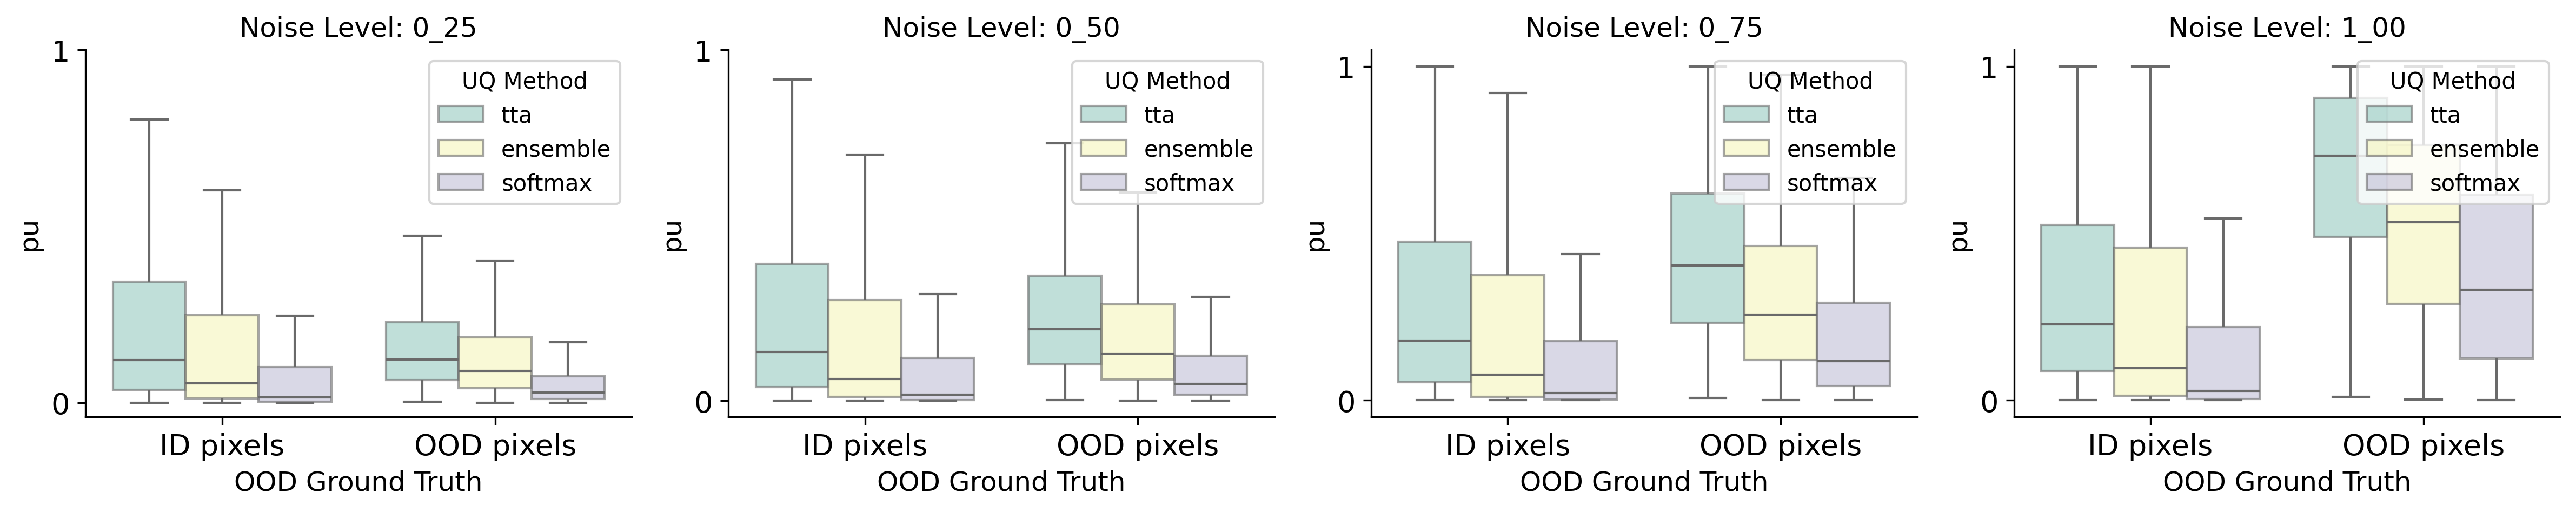 Noise Level: 0_25
1
0
pu
UQ Method
tta
ensemble
softmax
ID pixels
OOD pixels
OOD Ground Truth
Noise Level: 0_50
1
0
pu
UQ Method
tta
ensemble
softmax
ID pixels
OOD pixels
OOD Ground Truth
Noise Level: 0_75
1
0
pu
UQ Method
tta
ensemble
softmax
ID pixels
OOD pixels
OOD Ground Truth
Noise Level: 1_00
1
0
pu
UQ Method
tta
ensemble
softmax
ID pixels
OOD pixels
OOD Ground Truth